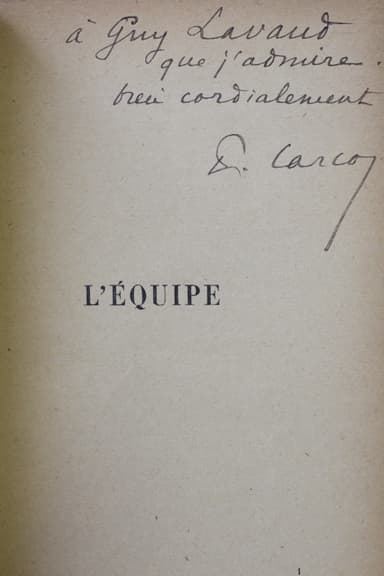 à Guy Lavaud
que j'admire.
bien cordialement
F. Carco
L'ÉQUIPE
1